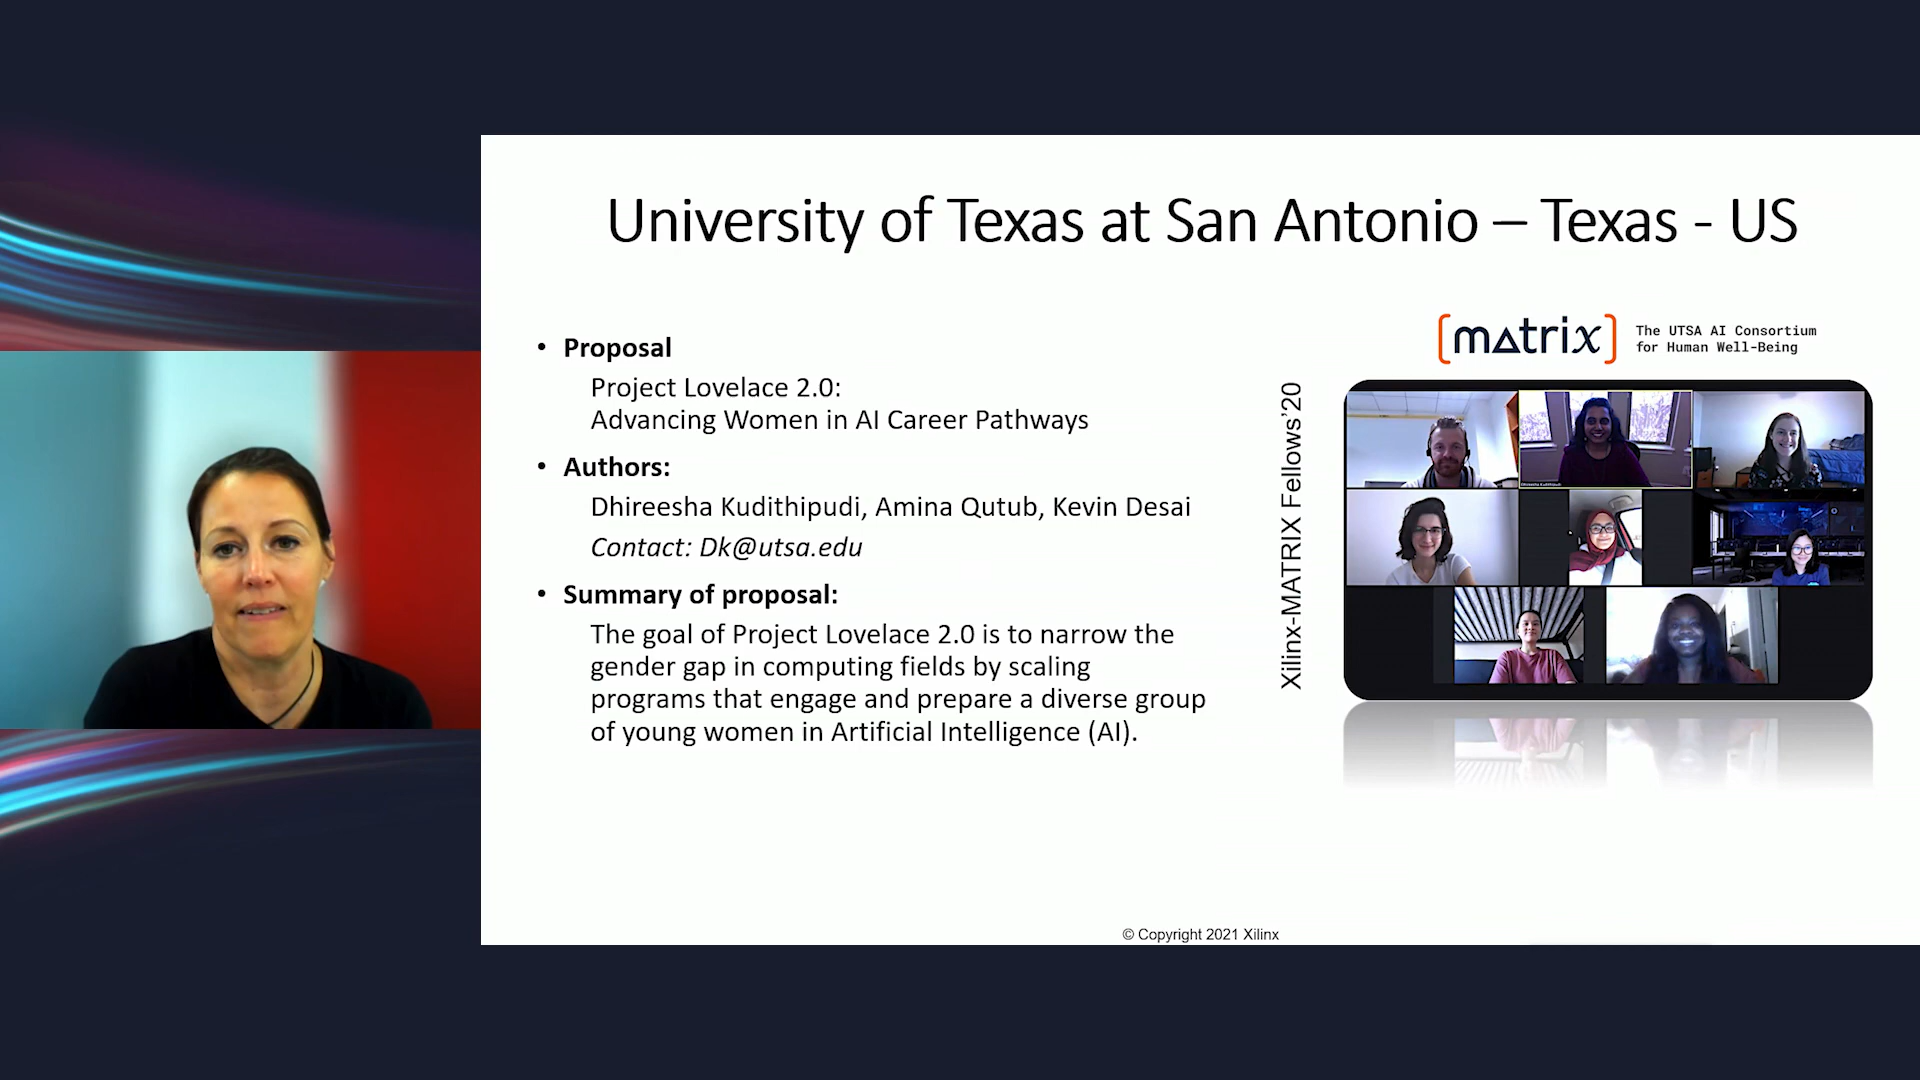 University of Texas at San Antonio – Texas - US
• Proposal
Project Lovelace 2.0:
Advancing Women in AI Career Pathways
• Authors:
Dhireesha Kudithipudi, Amina Qutub, Kevin Desai
Contact: Dk@utsa.edu
• Summary of proposal:
The goal of Project Lovelace 2.0 is to narrow the
gender gap in computing fields by scaling
programs that engage and prepare a diverse group
of young women in Artificial Intelligence (AI).
[matrix]
The UTSA AI Consortium
for Human Well-Being
Xilinx-MATRIX Fellows'20
Dhireesha Kudithipudi
© Copyright 2021 Xilinx